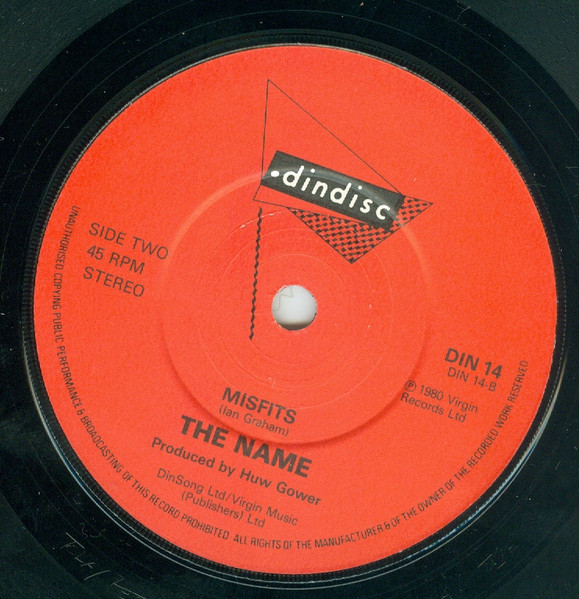 .dindisc
SIDE TWO
45 RPM
STEREO
DIN 14
DIN 14-B
℗ 1980 Virgin
Records Ltd
MISFITS
(Ian Graham)
THE NAME
Produced by Huw Gower
DinSong Ltd/Virgin Music
(Publishers) Ltd
UNAUTHORISED COPYING PUBLIC PERFORMANCE & BROADCASTING OF THIS RECORD PROHIBITED. ALL RIGHTS OF THE MANUFACTURER & OF THE OWNER OF THE RECORDED WORK RESERVED